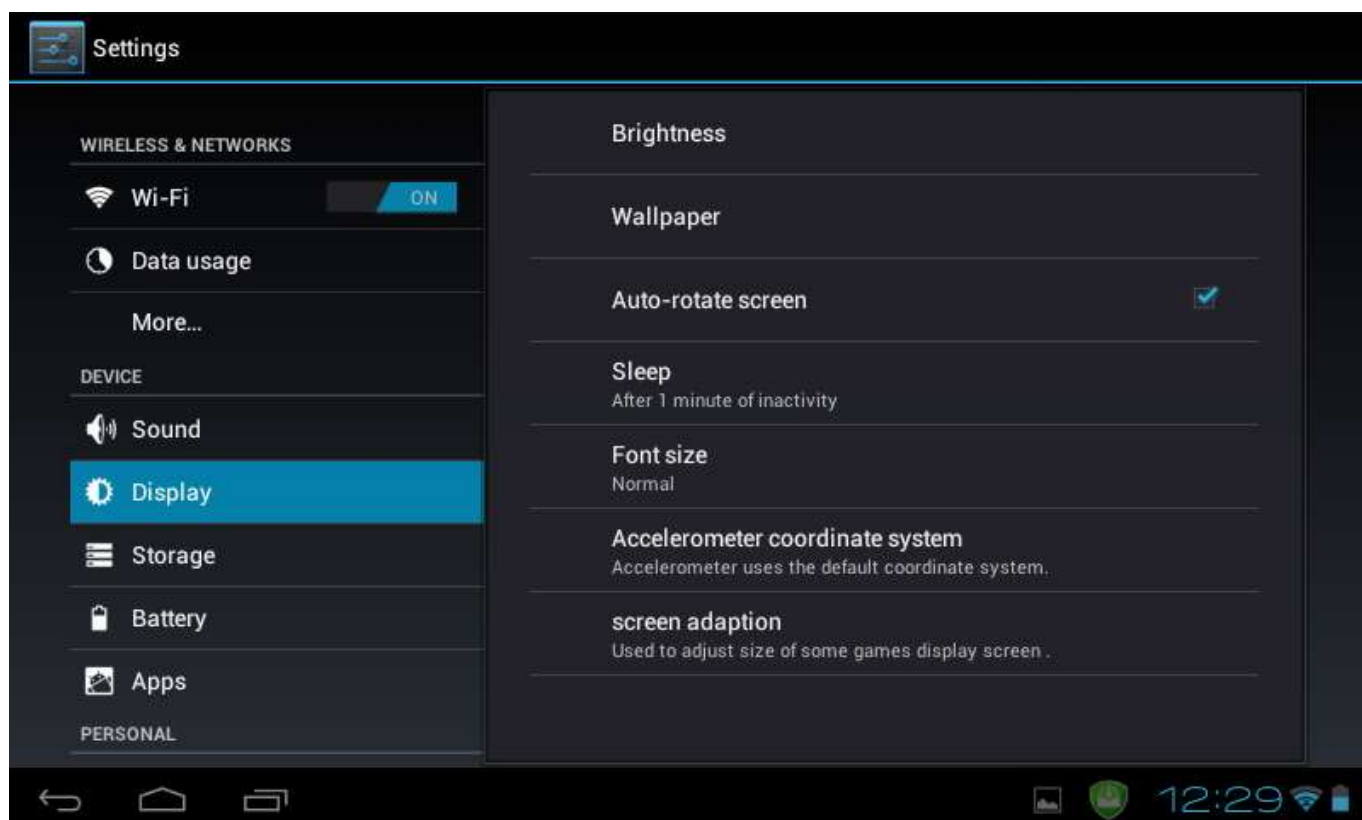 Settings
WIRELESS & NETWORKS
Wi-Fi ON
Data usage
More...
DEVICE
Sound
Display
Storage
Battery
Apps
PERSONAL
Brightness
Wallpaper
Auto-rotate screen
Sleep
After 1 minute of inactivity
Font size
Normal
Accelerometer coordinate system
Accelerometer uses the default coordinate system.
screen adaption
Used to adjust size of some games display screen .
12:29